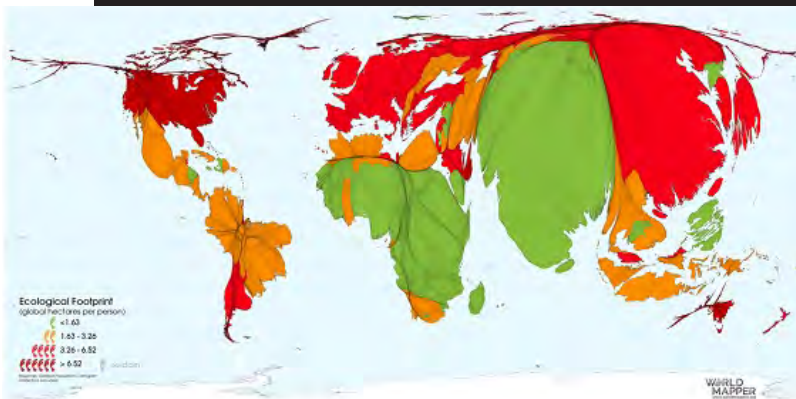 Ecological Footprint
(global hectares per person)
<1.63
1.63 - 3.26
3.26 - 6.52
> 6.52
WORLD
MAPPER